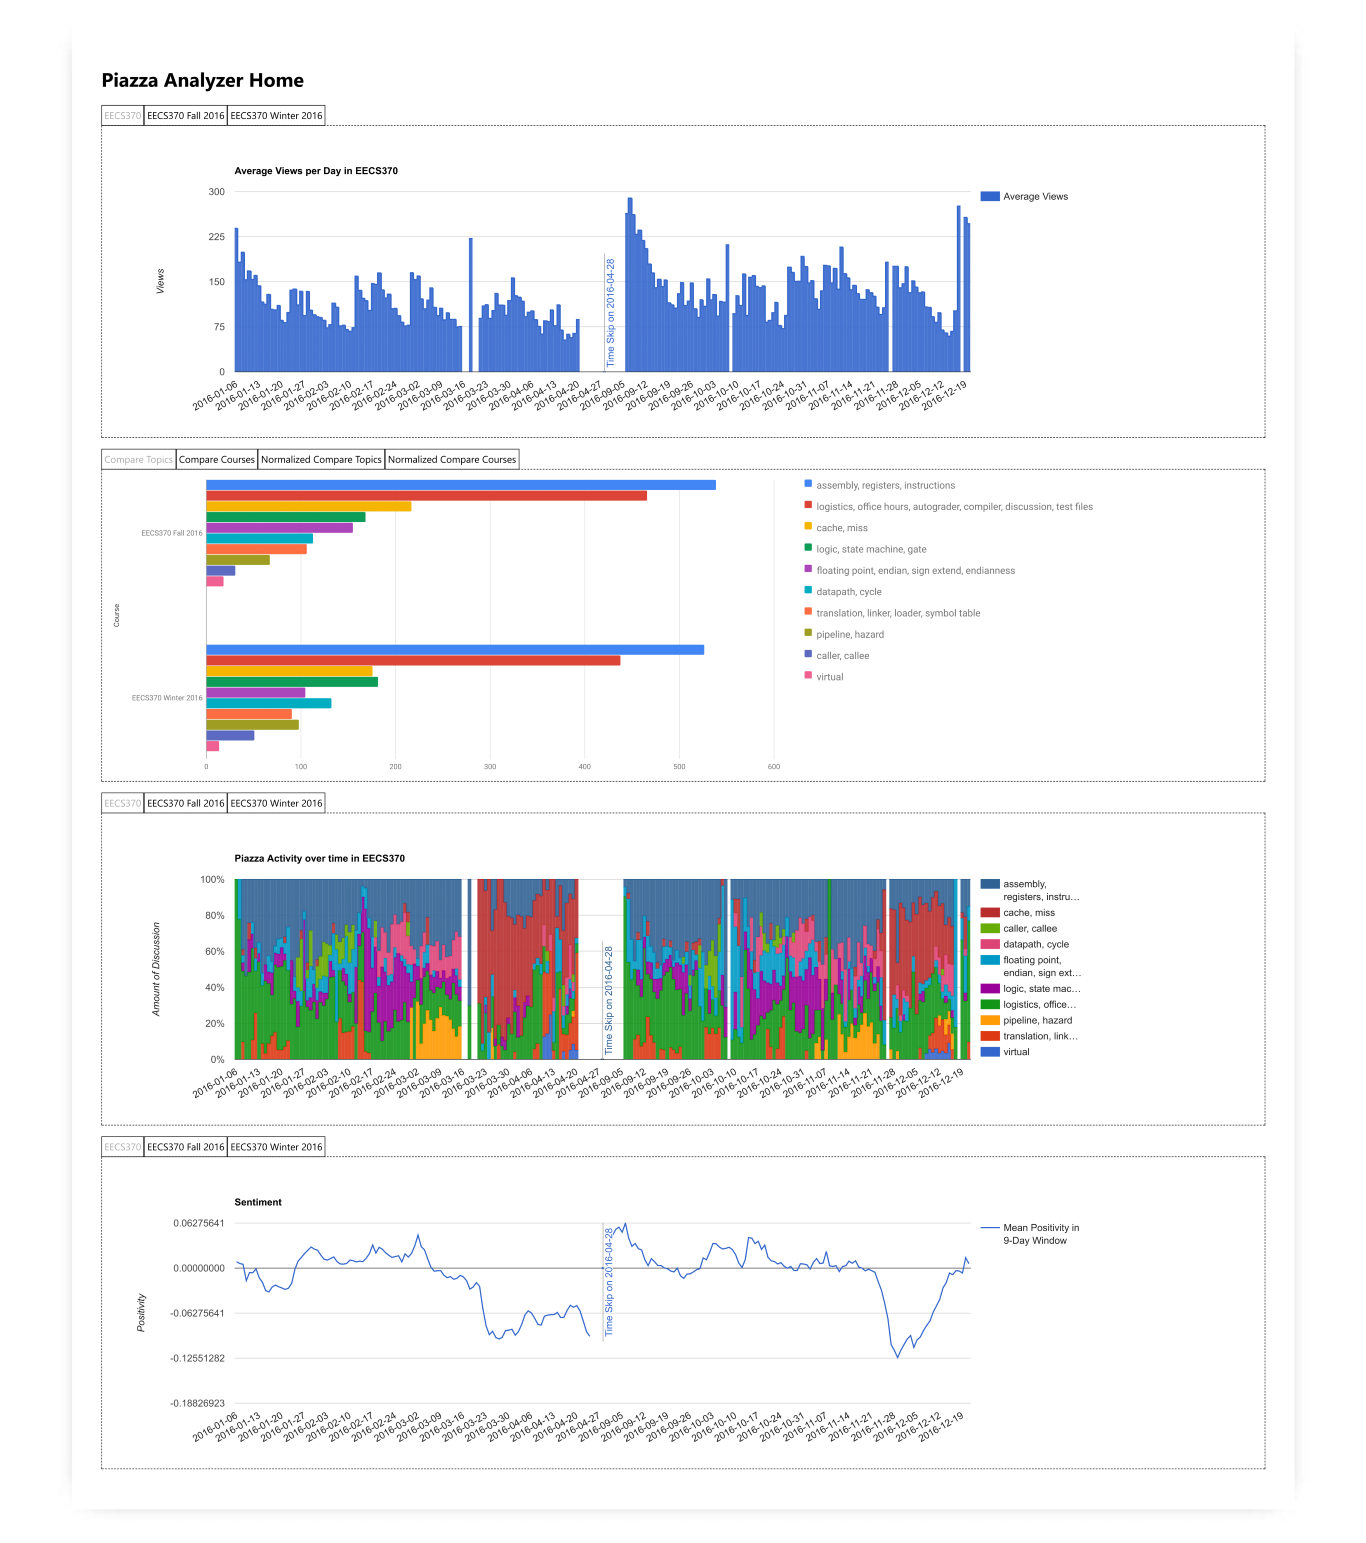 Piazza Analyzer Home
EECS370 EECS370 Fall 2016 EECS370 Winter 2016
Average Views per Day in EECS370
Views
300
225
150
75
0
Average Views
Time Skip on 2016-04-28
2016-01-06 2016-01-13 2016-01-20 2016-01-27 2016-02-03 2016-02-10 2016-02-17 2016-02-24 2016-03-02 2016-03-09 2016-03-16 2016-03-23 2016-03-30 2016-04-06 2016-04-13 2016-04-20 2016-04-27 2016-09-05 2016-09-12 2016-09-19 2016-09-26 2016-10-03 2016-10-10 2016-10-17 2016-10-24 2016-10-31 2016-11-07 2016-11-14 2016-11-21 2016-11-28 2016-12-05 2016-12-12 2016-12-19
Compare Topics Compare Courses Normalized Compare Topics Normalized Compare Courses
Course
EECS370 Fall 2016
EECS370 Winter 2016
0 100 200 300 400 500 600
assembly, registers, instructions
logistics, office hours, autograder, compiler, discussion, test files
cache, miss
logic, state machine, gate
floating point, endian, sign extend, endianness
datapath, cycle
translation, linker, loader, symbol table
pipeline, hazard
caller, callee
virtual
EECS370 EECS370 Fall 2016 EECS370 Winter 2016
Piazza Activity over time in EECS370
Amount of Discussion
100%
80%
60%
40%
20%
0%
Time Skip on 2016-04-28
2016-01-06 2016-01-13 2016-01-20 2016-01-27 2016-02-03 2016-02-10 2016-02-17 2016-02-24 2016-03-02 2016-03-09 2016-03-16 2016-03-23 2016-03-30 2016-04-06 2016-04-13 2016-04-20 2016-04-27 2016-09-05 2016-09-12 2016-09-19 2016-09-26 2016-10-03 2016-10-10 2016-10-17 2016-10-24 2016-10-31 2016-11-07 2016-11-14 2016-11-21 2016-11-28 2016-12-05 2016-12-12 2016-12-19
assembly,
registers, instru…
cache, miss
caller, callee
datapath, cycle
floating point,
endian, sign ext…
logic, state mac…
logistics, office…
pipeline, hazard
translation, link…
virtual
EECS370 EECS370 Fall 2016 EECS370 Winter 2016
Sentiment
Positivity
0.06275641
0.00000000
-0.06275641
-0.12551282
-0.18826923
Time Skip on 2016-04-28
Mean Positivity in
9-Day Window
2016-01-06 2016-01-13 2016-01-20 2016-01-27 2016-02-03 2016-02-10 2016-02-17 2016-02-24 2016-03-02 2016-03-09 2016-03-16 2016-03-23 2016-03-30 2016-04-06 2016-04-13 2016-04-20 2016-04-27 2016-09-05 2016-09-12 2016-09-19 2016-09-26 2016-10-03 2016-10-10 2016-10-17 2016-10-24 2016-10-31 2016-11-07 2016-11-14 2016-11-21 2016-11-28 2016-12-05 2016-12-12 2016-12-19